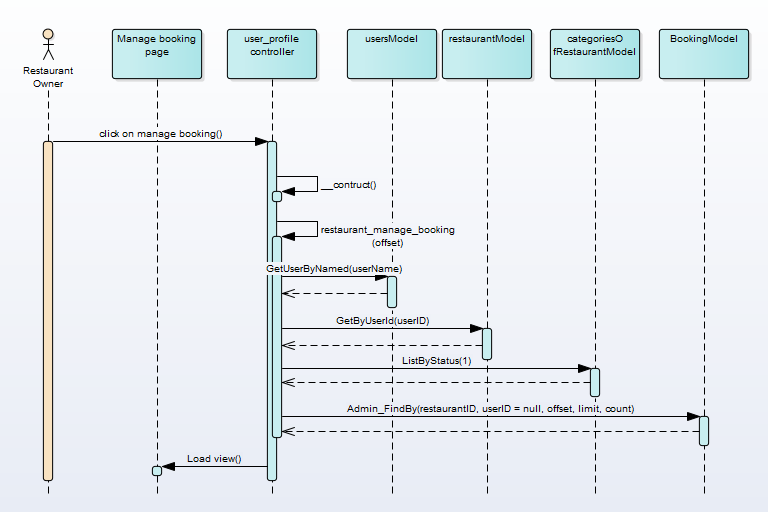 Restaurant
Owner
Manage booking
page
user_profile
controller
usersModel
restaurantModel
categoriesO
fRestaurantModel
BookingModel
click on manage booking()
__contruct()
restaurant_manage_booking
(offset)
GetUserByNamed(userName)
GetByUserId(userID)
ListByStatus(1)
Admin_FindBy(restaurantID, userID = null, offset, limit, count)
Load view()